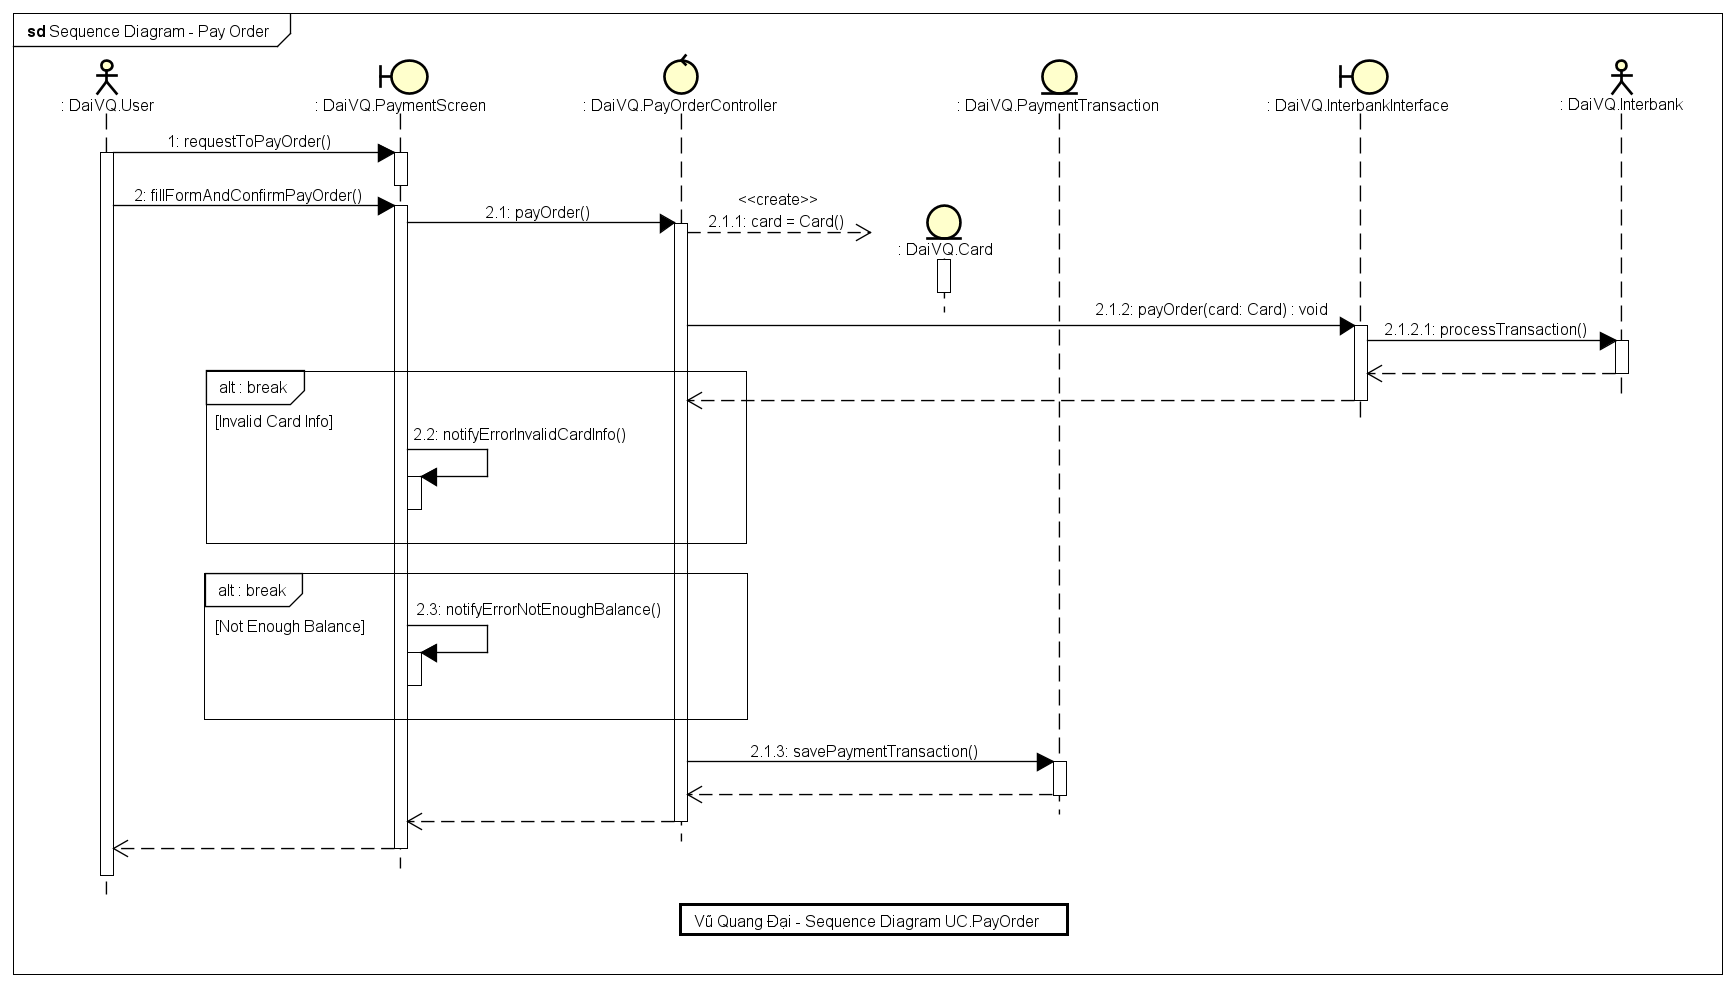 sd Sequence Diagram - Pay Order
: DaiVQ.User
: DaiVQ.PaymentScreen
: DaiVQ.PayOrderController
: DaiVQ.PaymentTransaction
: DaiVQ.InterbankInterface
: DaiVQ.Interbank
1: requestToPayOrder()
2: fillFormAndConfirmPayOrder()
2.1: payOrder()
<<create>>
2.1.1: card = Card()
: DaiVQ.Card
2.1.2: payOrder(card: Card) : void
2.1.2.1: processTransaction()
alt : break
[Invalid Card Info]
2.2: notifyErrorInvalidCardInfo()
alt : break
[Not Enough Balance]
2.3: notifyErrorNotEnoughBalance()
2.1.3: savePaymentTransaction()
Vũ Quang Đại - Sequence Diagram UC.PayOrder